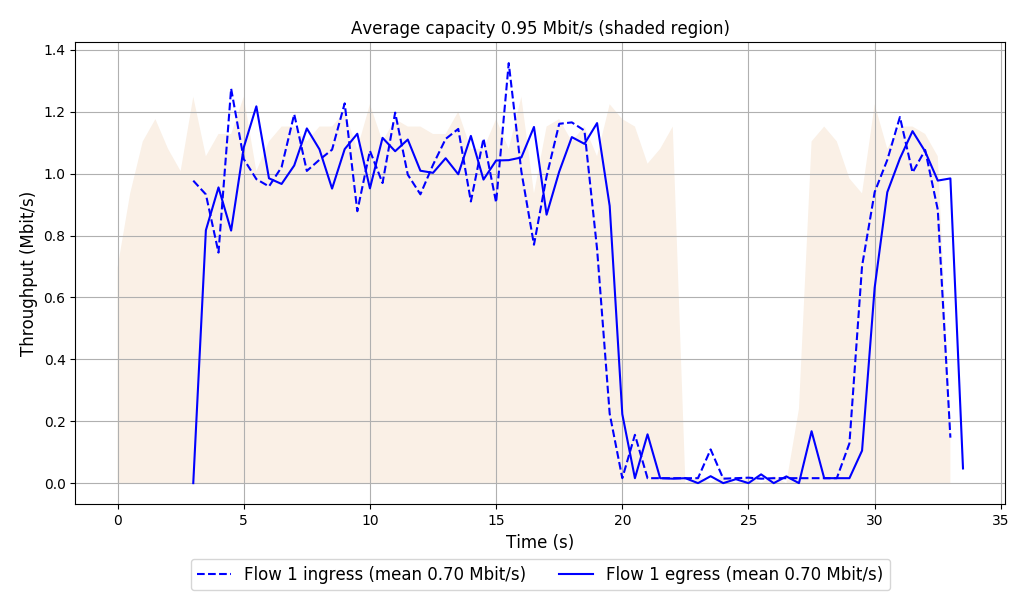 Average capacity 0.95 Mbit/s (shaded region)
Throughput (Mbit/s)
1.4
1.2
1.0
0.8
0.6
0.4
0.2
0.0
0 5 10 15 20 25 30 35
Time (s)
Flow 1 ingress (mean 0.70 Mbit/s) Flow 1 egress (mean 0.70 Mbit/s)